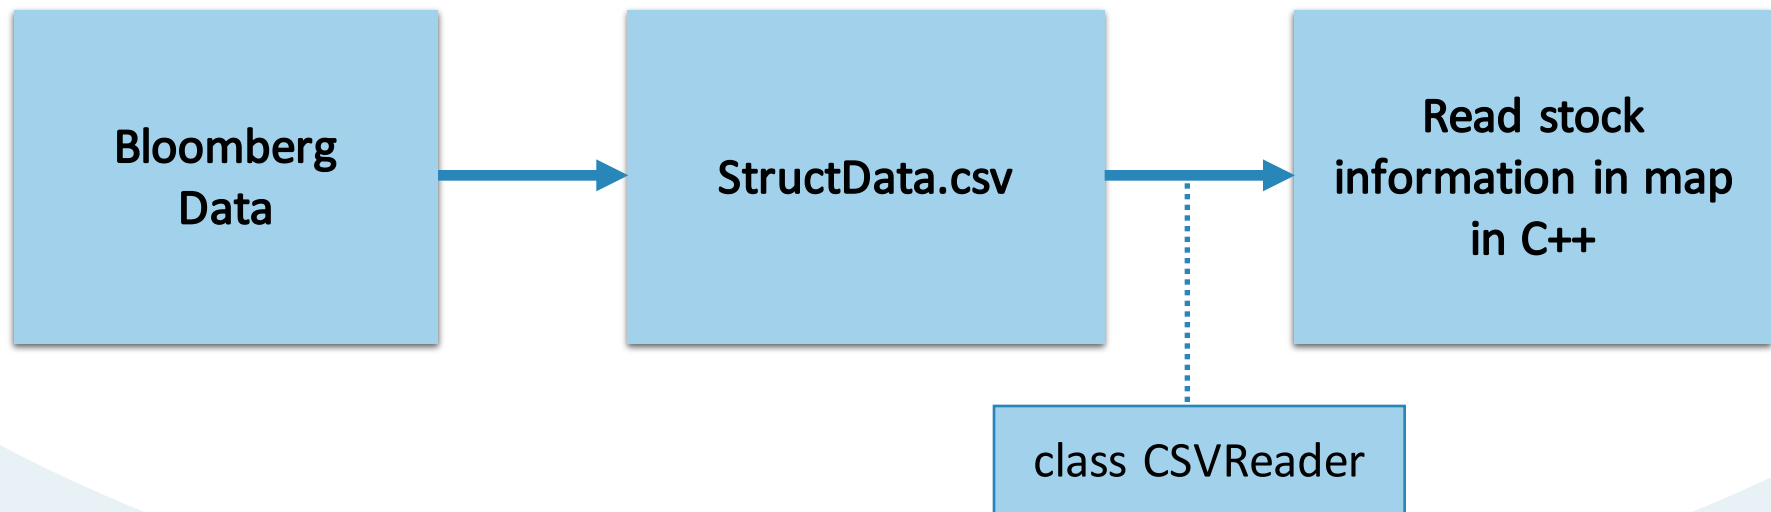 Bloomberg
Data
StructData.csv
Read stock
information in map
in C++
class CSVReader